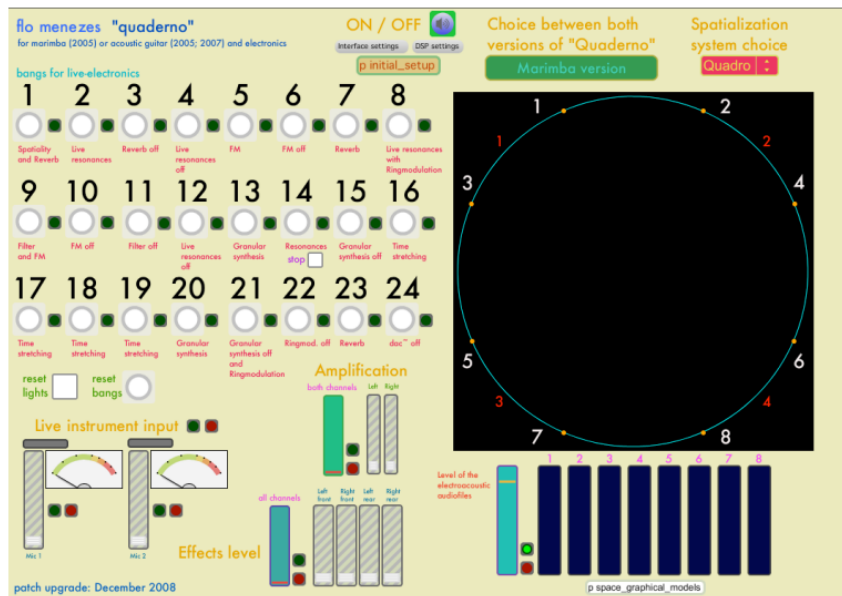 flo menezes "quaderno"
for marimba (2005) or acoustic guitar (2005; 2007) and electronics
ON / OFF
Interface settings DSP settings
p initial_setup
Choice between both
versions of "Quaderno"
Marimba version
Spatialization
system choice
Quadro
bangs for live-electronics
1 2 3 4 5 6 7 8
Spatiality
and Reverb
Live
resonances
Reverb off
Live
resonances
off
FM
FM off
Reverb
Live resonances
with
Ringmodulation
9 10 11 12 13 14 15 16
Filter
and FM
FM off
Filter off
Live
resonances
off
Granular
synthesis
Resonances
stop
Granular
synthesis off
Time
stretching
17 18 19 20 21 22 23 24
Time
stretching
Time
stretching
Time
stretching
Granular
synthesis
Granular
synthesis off
and
Ringmodulation
Ringmod. off
Reverb
doc™ off
reset
lights
reset
bangs
1 2
1 2
3 4
5 6
3 4
7 8
Amplification
both channels
Left Right
Live instrument input
Mic 1
Mic 2
Effects level
all channels
Left
front
Right
front
Left
rear
Right
rear
Level of the
electroacoustic
audiofiles
1 2 3 4 5 6 7 8
p space_graphical_models
patch upgrade: December 2008